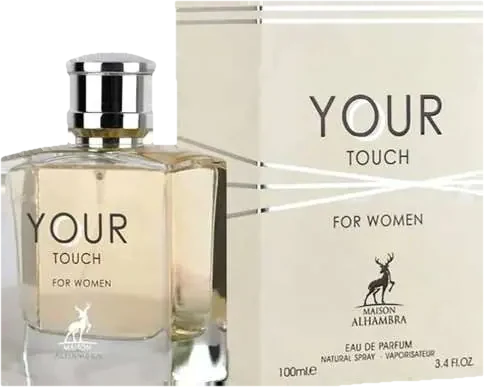 YOUR
TOUCH
FOR WOMEN
MAISON
ALHAMBRA
YOUR
TOUCH
FOR WOMEN
MAISON
ALHAMBRA
EAU DE PARFUM
100ml℮ NATURAL SPRAY - VAPORISATEUR 3.4 FL.OZ.